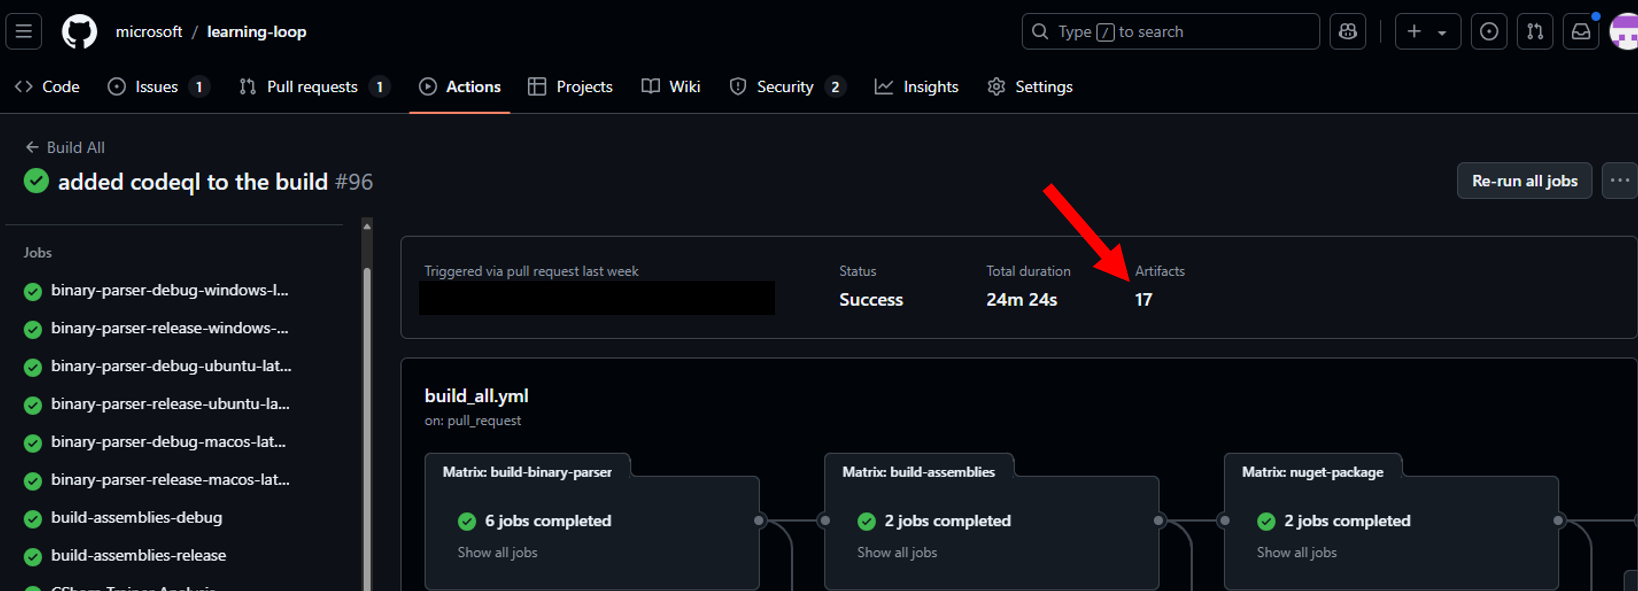 microsoft / learning-loop
Type / to search
Code
Issues 1
Pull requests 1
Actions
Projects
Wiki
Security 2
Insights
Settings
← Build All
added codeql to the build #96
Re-run all jobs
Jobs
binary-parser-debug-windows-l...
binary-parser-release-windows-...
binary-parser-debug-ubuntu-lat...
binary-parser-release-ubuntu-la...
binary-parser-debug-macos-lat...
binary-parser-release-macos-lat...
build-assemblies-debug
build-assemblies-release
CSharp Trainer Analysis
Triggered via pull request last week
Status
Success
Total duration
24m 24s
Artifacts
17
build_all.yml
on: pull_request
Matrix: build-binary-parser
6 jobs completed
Show all jobs
Matrix: build-assemblies
2 jobs completed
Show all jobs
Matrix: nuget-package
2 jobs completed
Show all jobs